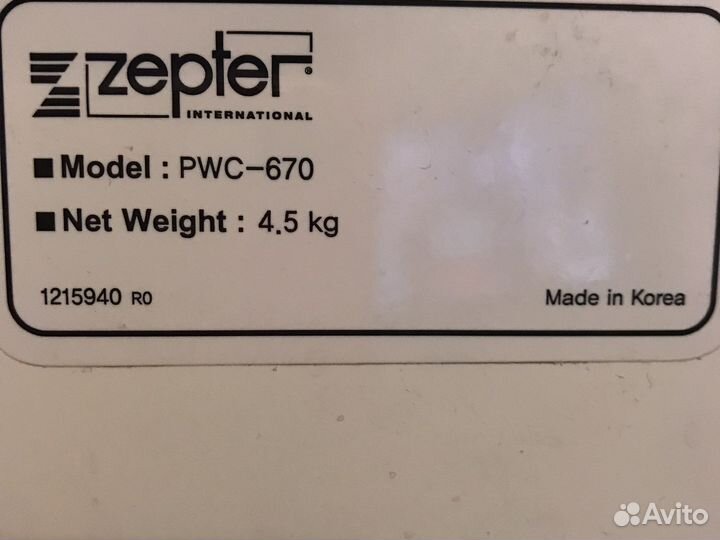 zepter
INTERNATIONAL
Model : PWC-670
Net Weight : 4.5 kg
1215940 R0
Made in Korea
Avito